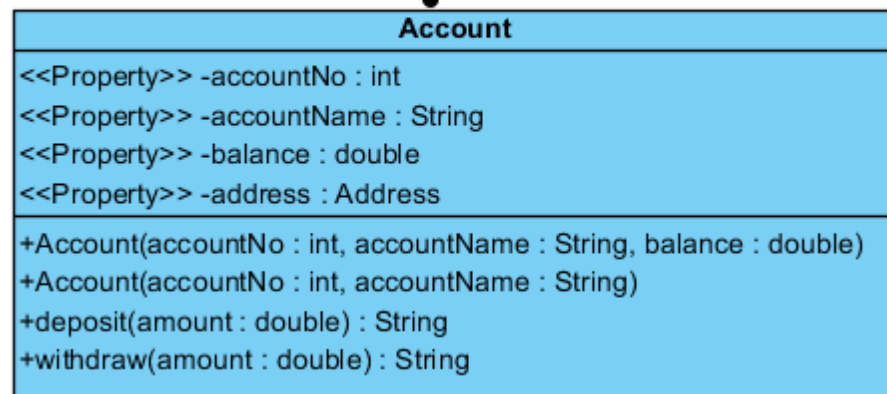 Account
<<Property>> -accountNo : int
<<Property>> -accountName : String
<<Property>> -balance : double
<<Property>> -address : Address
+Account(accountNo : int, accountName : String, balance : double)
+Account(accountNo : int, accountName : String)
+deposit(amount : double) : String
+withdraw(amount : double) : String